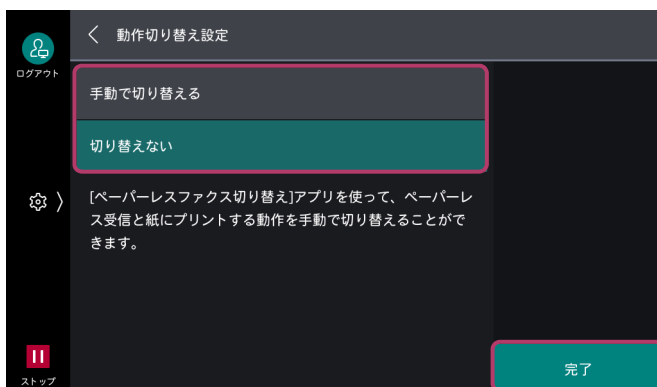 動作切り替え設定
ログアウト
手動で切り替える
切り替えない
[ペーパーレスファクス切り替え]アプリを使って、ペーパーレ
ス受信と紙にプリントする動作を手動で切り替えることがで
きます。
完了
ストップ